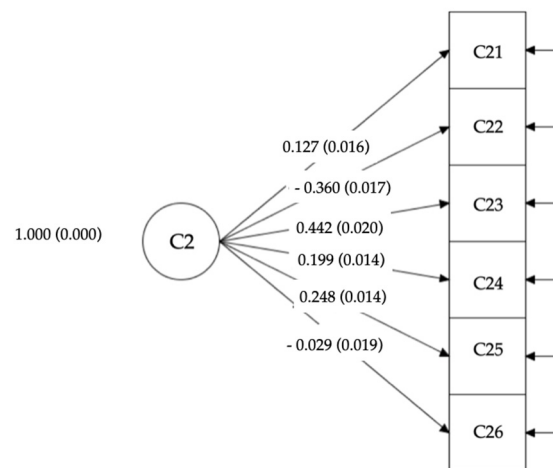 C21
0.127 (0.016)
C22
- 0.360 (0.017)
C23
0.442 (0.020)
1.000 (0.000)
C2
0.199 (0.014)
C24
0.248 (0.014)
C25
- 0.029 (0.019)
C26